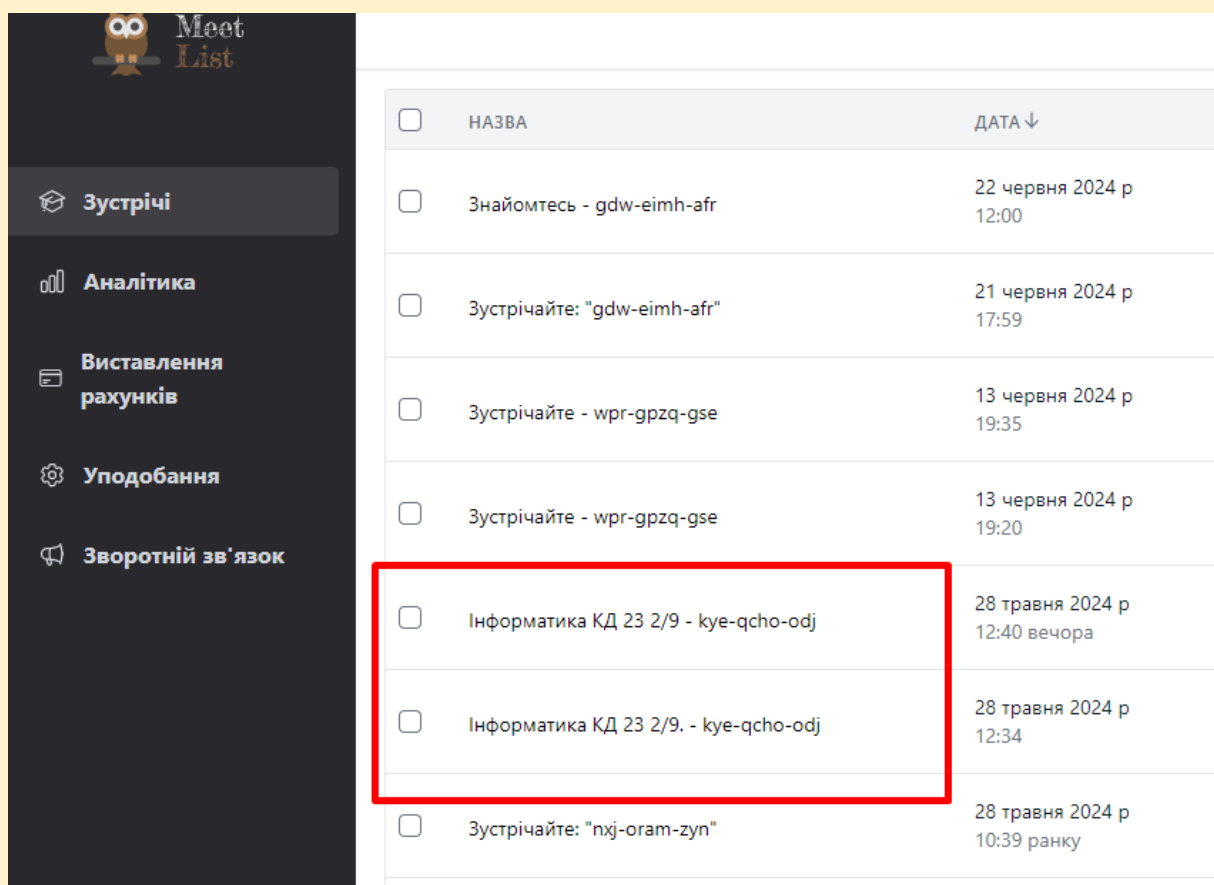 Meet
List
НАЗВА
ДАТА
Зустрічі
Аналітика
Виставлення
рахунків
Уподобання
Зворотній зв'язок
Знайомтесь - gdw-eimh-afr
22 червня 2024 р
12:00
Зустрічайте: "gdw-eimh-afr"
21 червня 2024 р
17:59
Зустрічайте - wpr-gpzq-gse
13 червня 2024 р
19:35
Зустрічайте - wpr-gpzq-gse
13 червня 2024 р
19:20
Інформатика КД 23 2/9 - kye-qcho-odj
28 травня 2024 р
12:40 вечора
Інформатика КД 23 2/9. - kye-qcho-odj
28 травня 2024 р
12:34
Зустрічайте: "nxj-oram-zyn"
28 травня 2024 р
10:39 ранку